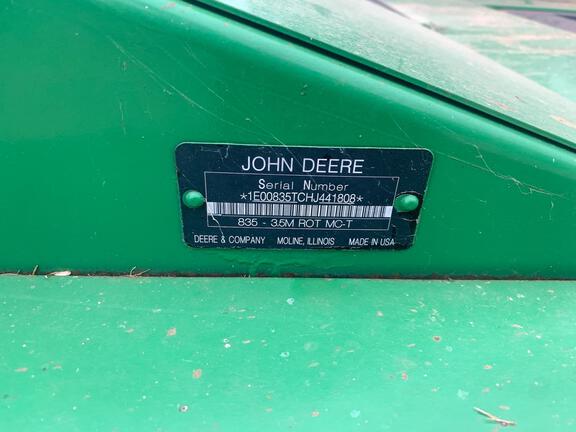 JOHN DEERE
Serial Number
*1E00835TCHJ441808*
835 - 3.5M ROT MC-T
DEERE & COMPANY MOLINE, ILLINOIS MADE IN USA